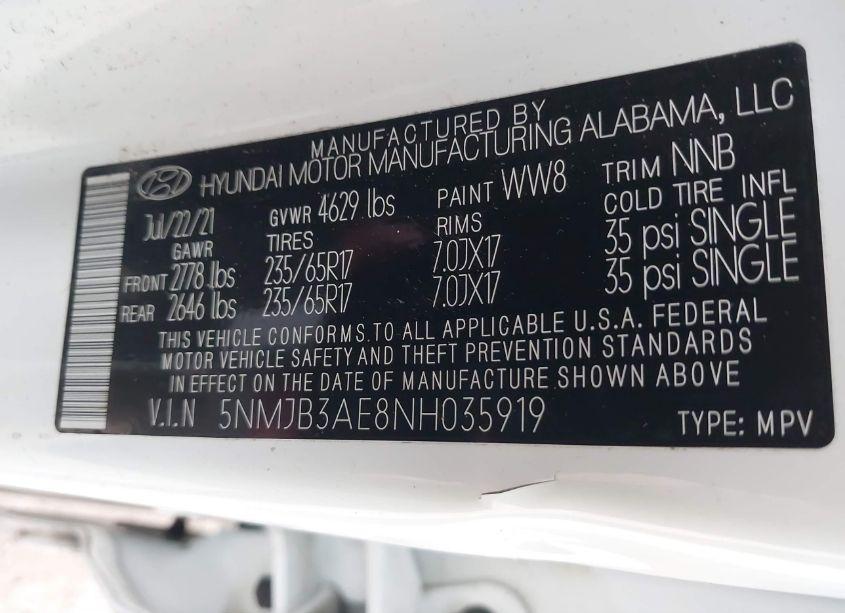 MANUFACTURED BY
HYUNDAI MOTOR MANUFACTURING ALABAMA, LLC
Jul/22/21 GVWR 4629 lbs PAINT WW8 TRIM NNB
GAWR TIRES RIMS COLD TIRE INFL
FRONT 2778 lbs 235/65R17 7.0JX17 35 psi SINGLE
REAR 2646 lbs 235/65R17 7.0JX17 35 psi SINGLE
THIS VEHICLE CONFORMS TO ALL APPLICABLE U.S.A. FEDERAL
MOTOR VEHICLE SAFETY AND THEFT PREVENTION STANDARDS
IN EFFECT ON THE DATE OF MANUFACTURE SHOWN ABOVE
V.I.N 5NMJB3AE8NH035919 TYPE: MPV